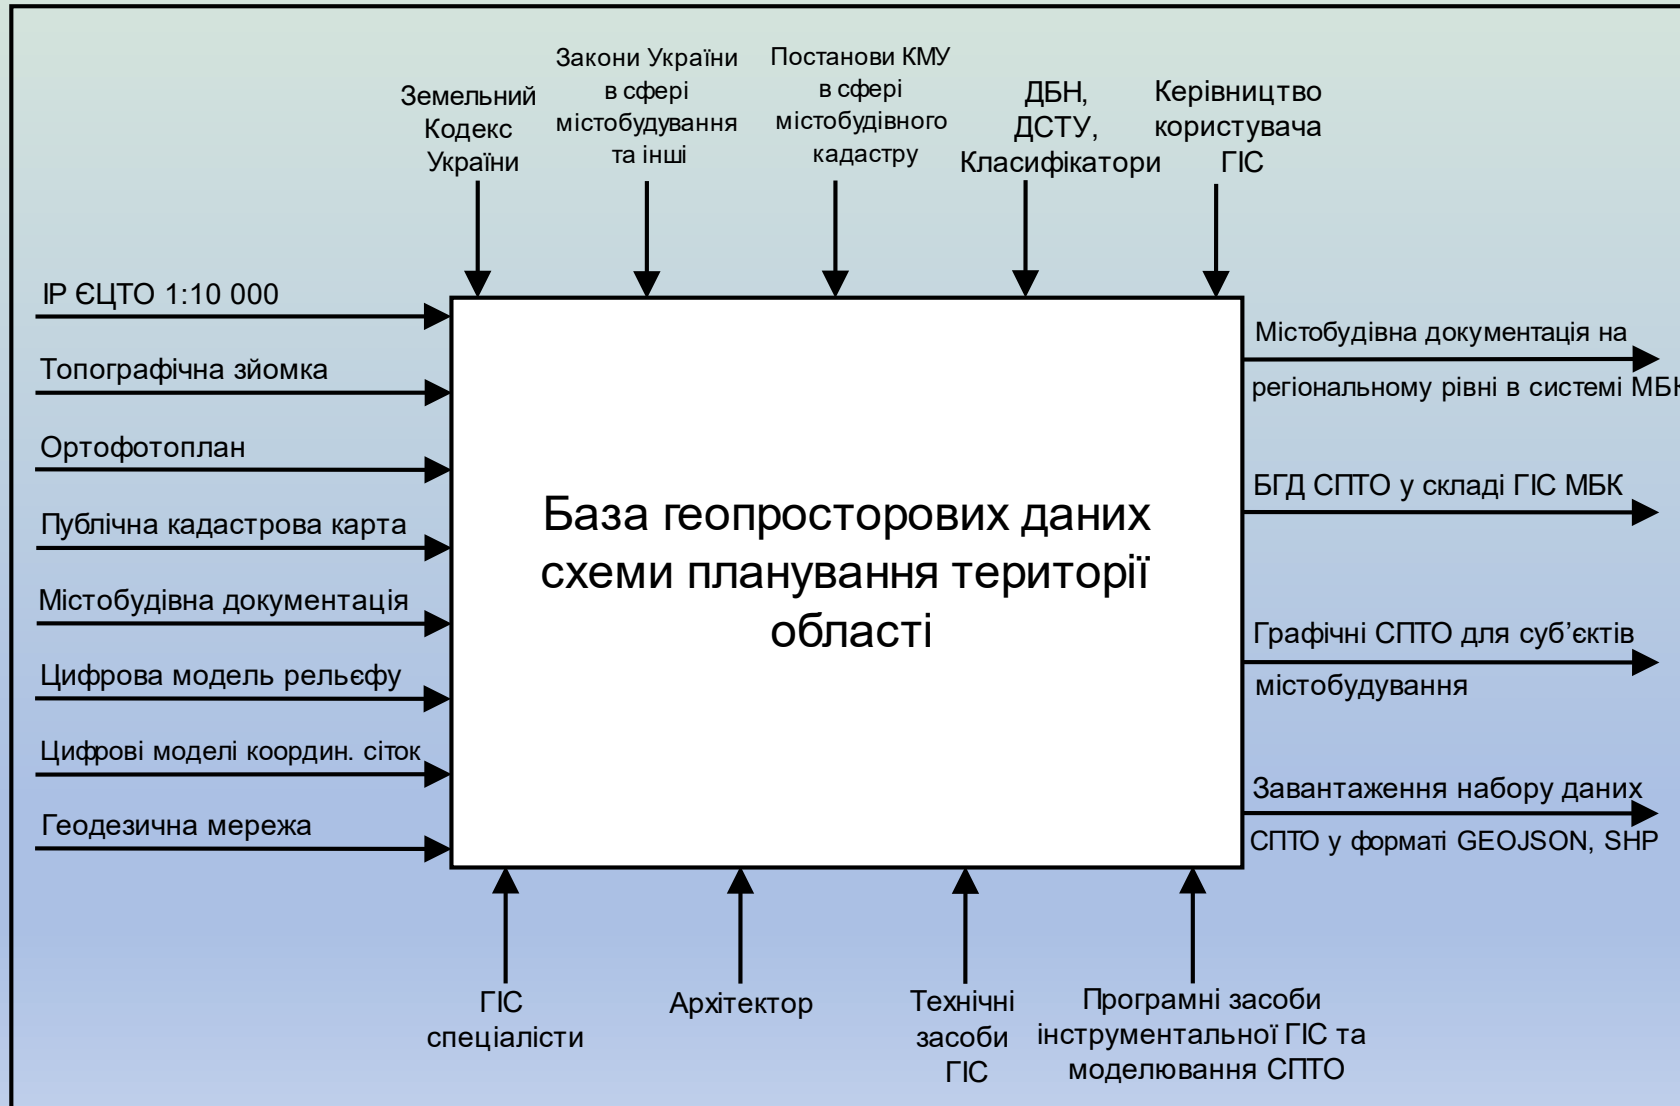 Земельний
Кодекс
України
Закони України
в сфері
містобудування
та інші
Постанови КМУ
в сфері
містобудівного
кадастру
ДБН,
ДСТУ,
Класифікатори
Керівництво
користувача
ГІС
ІР ЄЦТО 1:10 000
Топографічна зйомка
Ортофотоплан
Публічна кадастрова карта
Містобудівна документація
Цифрова модель рельєфу
Цифрові моделі координ. сіток
Геодезична мережа
База геопросторових даних
схеми планування території
області
Містобудівна документація на
регіональному рівні в системі МБК
БГД СПТО у складі ГІС МБК
Графічні СПТО для суб’єктів
містобудування
Завантаження набору даних
СПТО у форматі GEOJSON, SHP
ГІС
спеціалісти
Архітектор
Технічні
засоби
ГІС
Програмні засоби
інструментальної ГІС та
моделювання СПТО